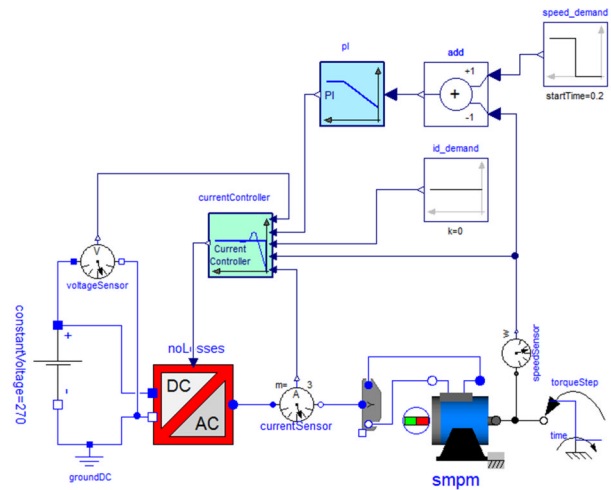 speed_demand
pI
add
+1
PI
+
-1
startTime=0.2
id_demand
currentController
k=0
Current
Controller
V
voltageSensor
w
speedSensor
constantVoltage=270
+
-
noLosses
DC
AC
m=
A
3
currentSensor
torqueStep
time
groundDC
smpm